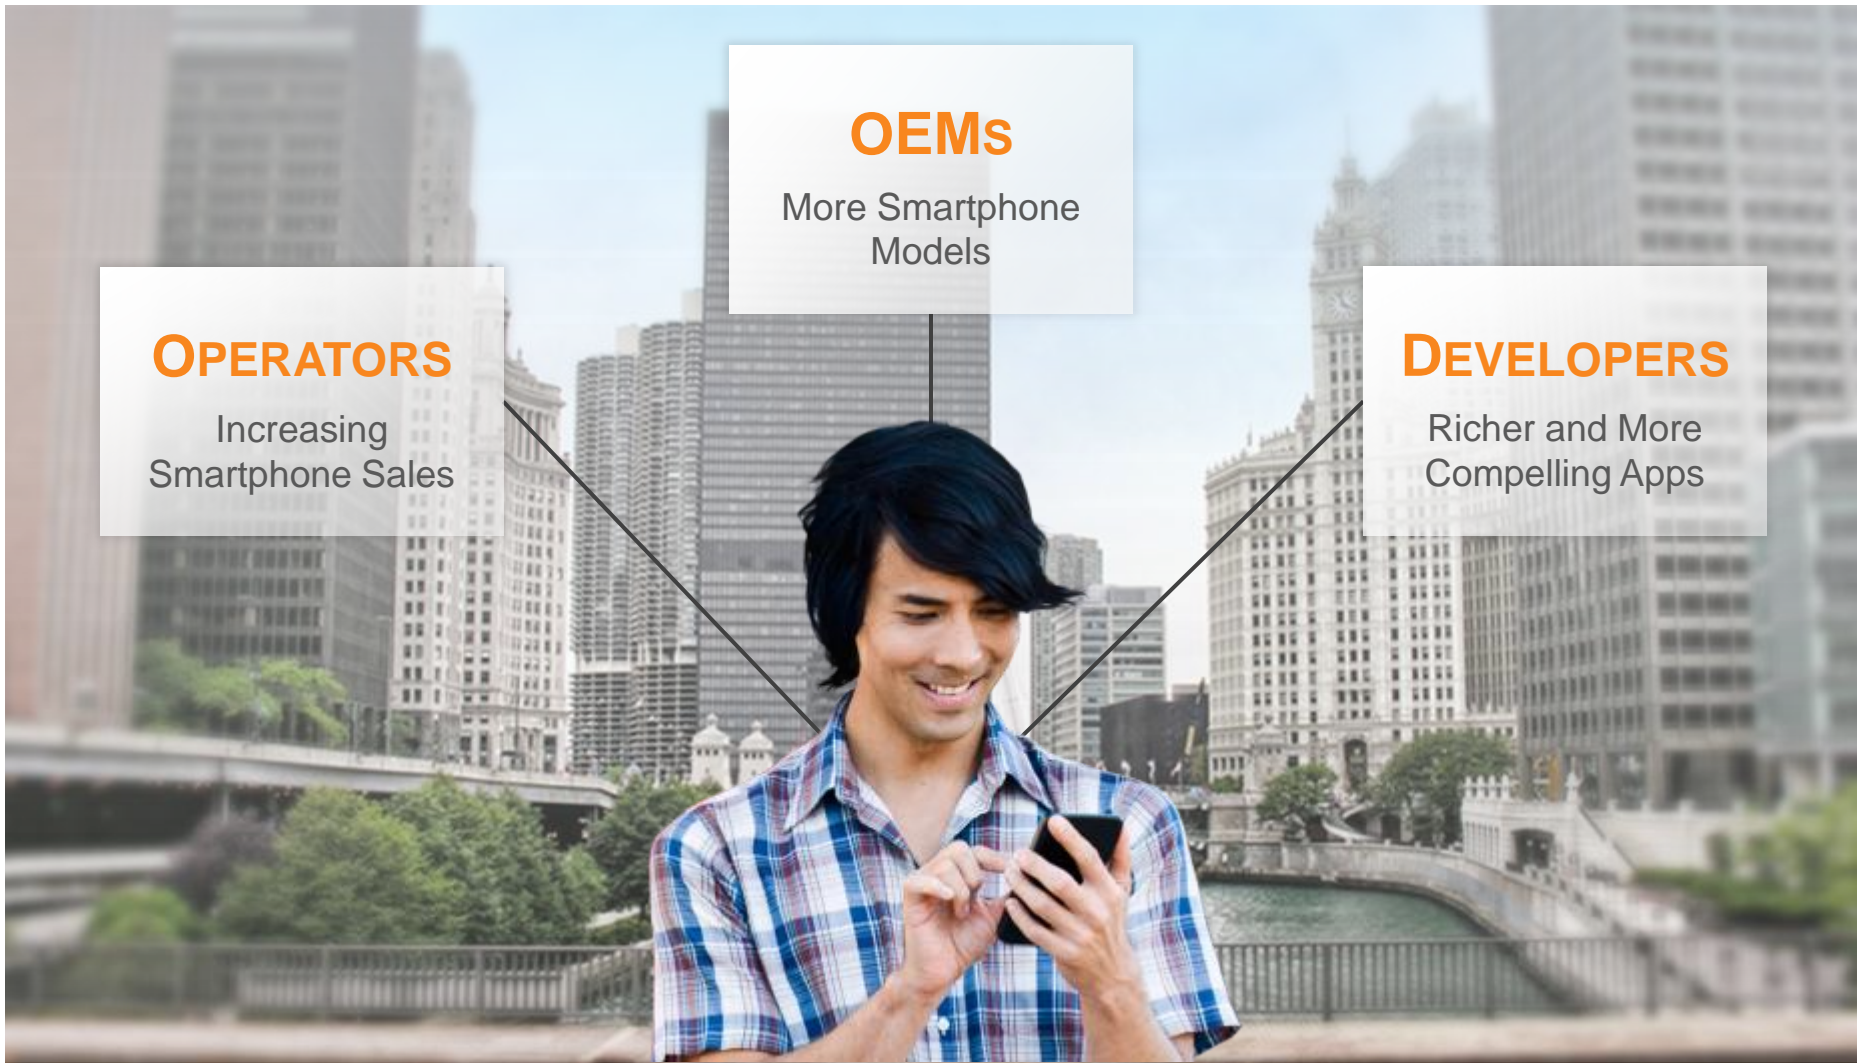 OEMs
More Smartphone
Models
OPERATORS
Increasing
Smartphone Sales
DEVELOPERS
Richer and More
Compelling Apps